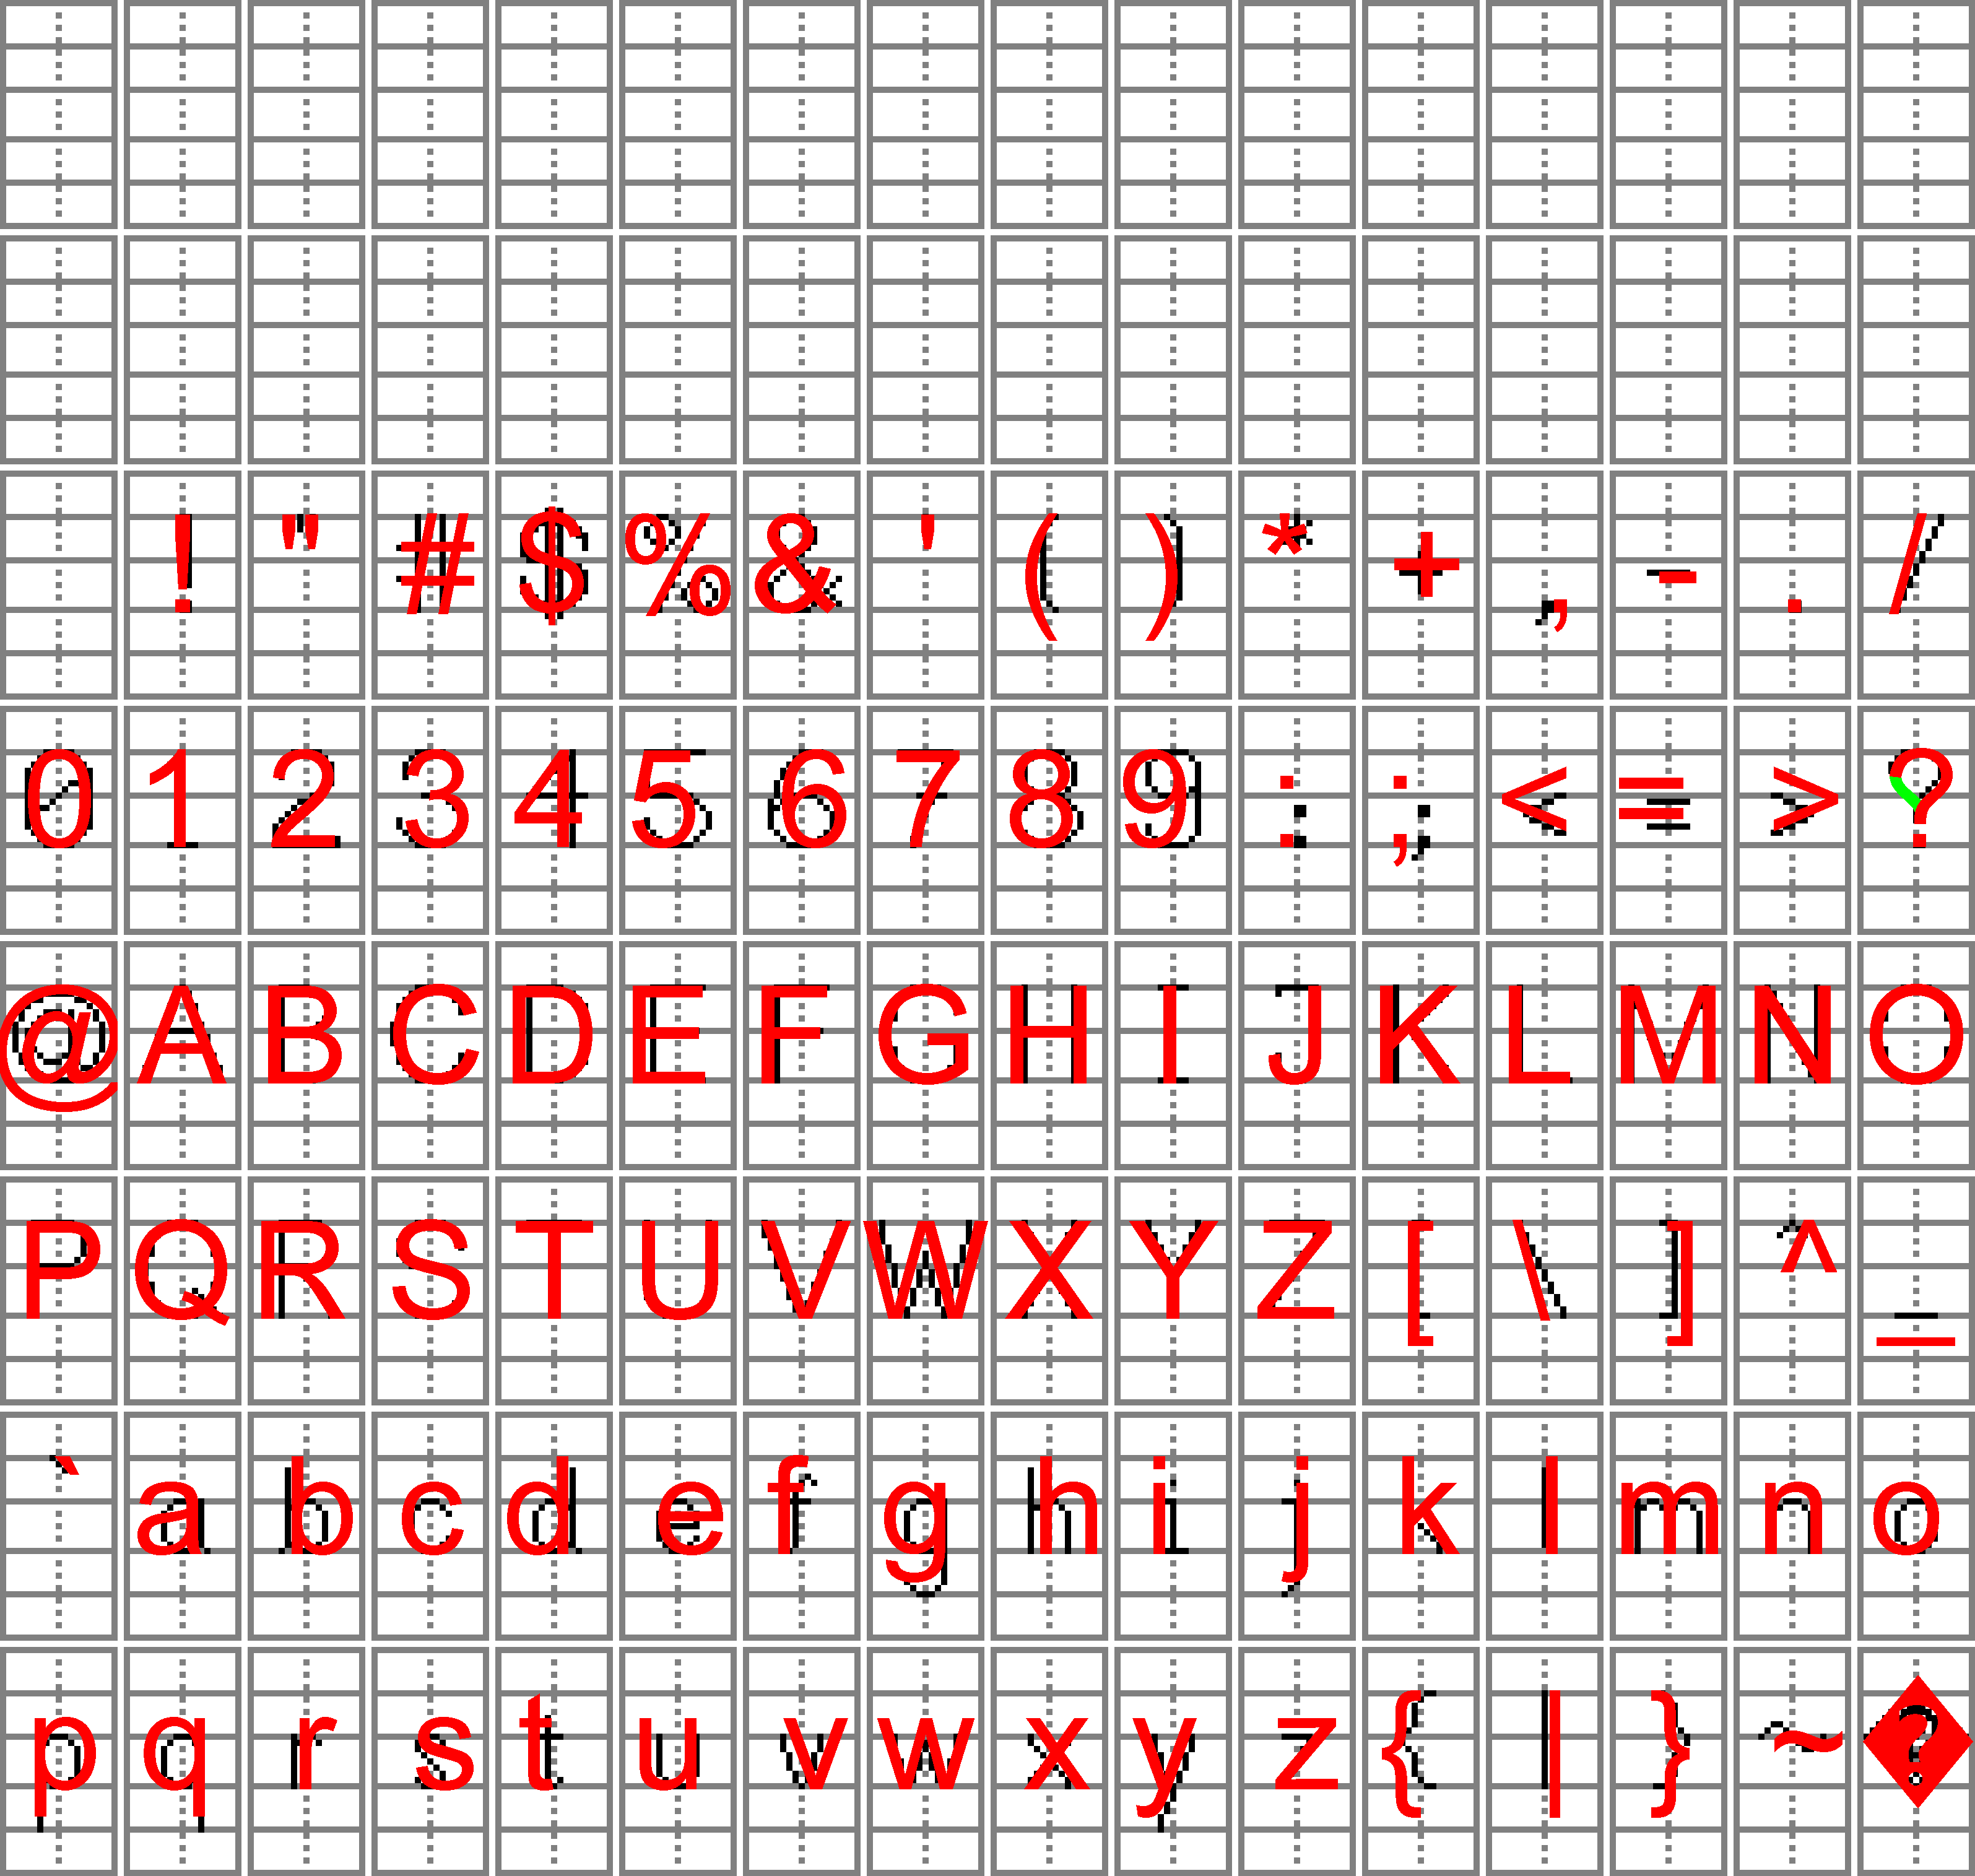 ! " # $ % & ' ( ) * + , - . /
0 1 2 3 4 5 6 7 8 9 : ; < = > ?
@ A B C D E F G H I J K L M N O
P Q R S T U V W X Y Z [ \ ] ^ _
` a b c d e f g h i j k l m n o
p q r s t u v w x y z { | } ~ �